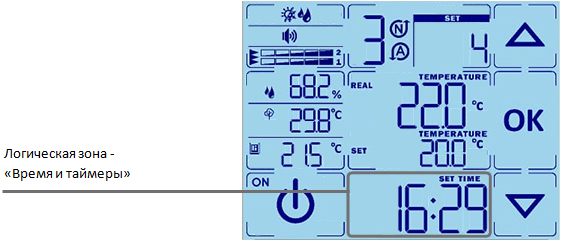 SET
3 N 4
A
2
1
68.2 %
REAL
TEMPERATURE
22.0 °C
OK
29.8 °C
TEMPERATURE
21.5 °C
SET
20.0 °C
Логическая зона -
«Время и таймеры»
ON
SET TIME
16:29